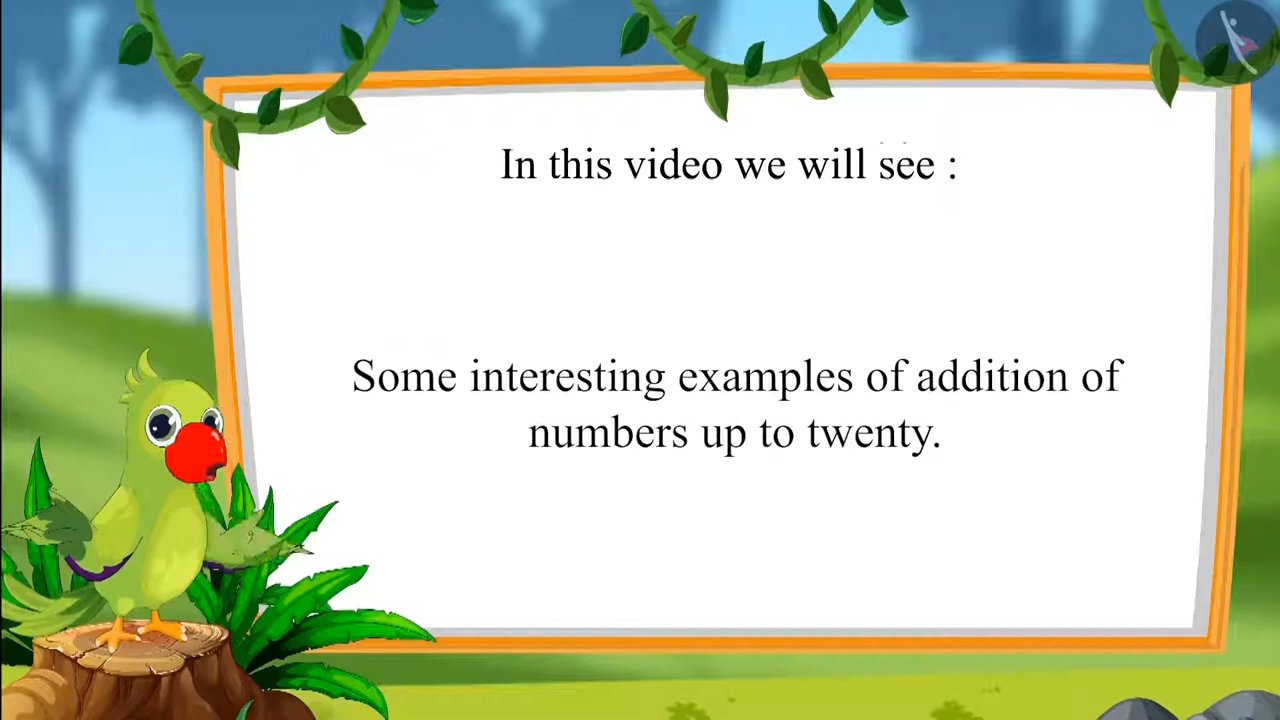 In this video we will see :
Some interesting examples of addition of
numbers up to twenty.